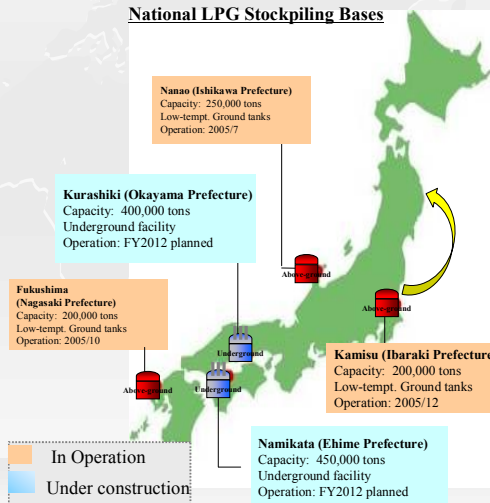 National LPG Stockpiling Bases
Nanao (Ishikawa Prefecture)
Capacity: 250,000 tons
Low-tempt. Ground tanks
Operation: 2005/7
Kurashiki (Okayama Prefecture)
Capacity: 400,000 tons
Underground facility
Operation: FY2012 planned
Fukushima
(Nagasaki Prefecture)
Capacity: 200,000 tons
Low-tempt. Ground tanks
Operation: 2005/10
Above-ground
Above-ground
Underground
Above-ground
Underground
Kamisu (Ibaraki Prefecture
Capacity: 200,000 tons
Low-tempt. Ground tanks
Operation: 2005/12
Namikata (Ehime Prefecture)
Capacity: 450,000 tons
Underground facility
Operation: FY2012 planned
In Operation
Under construction